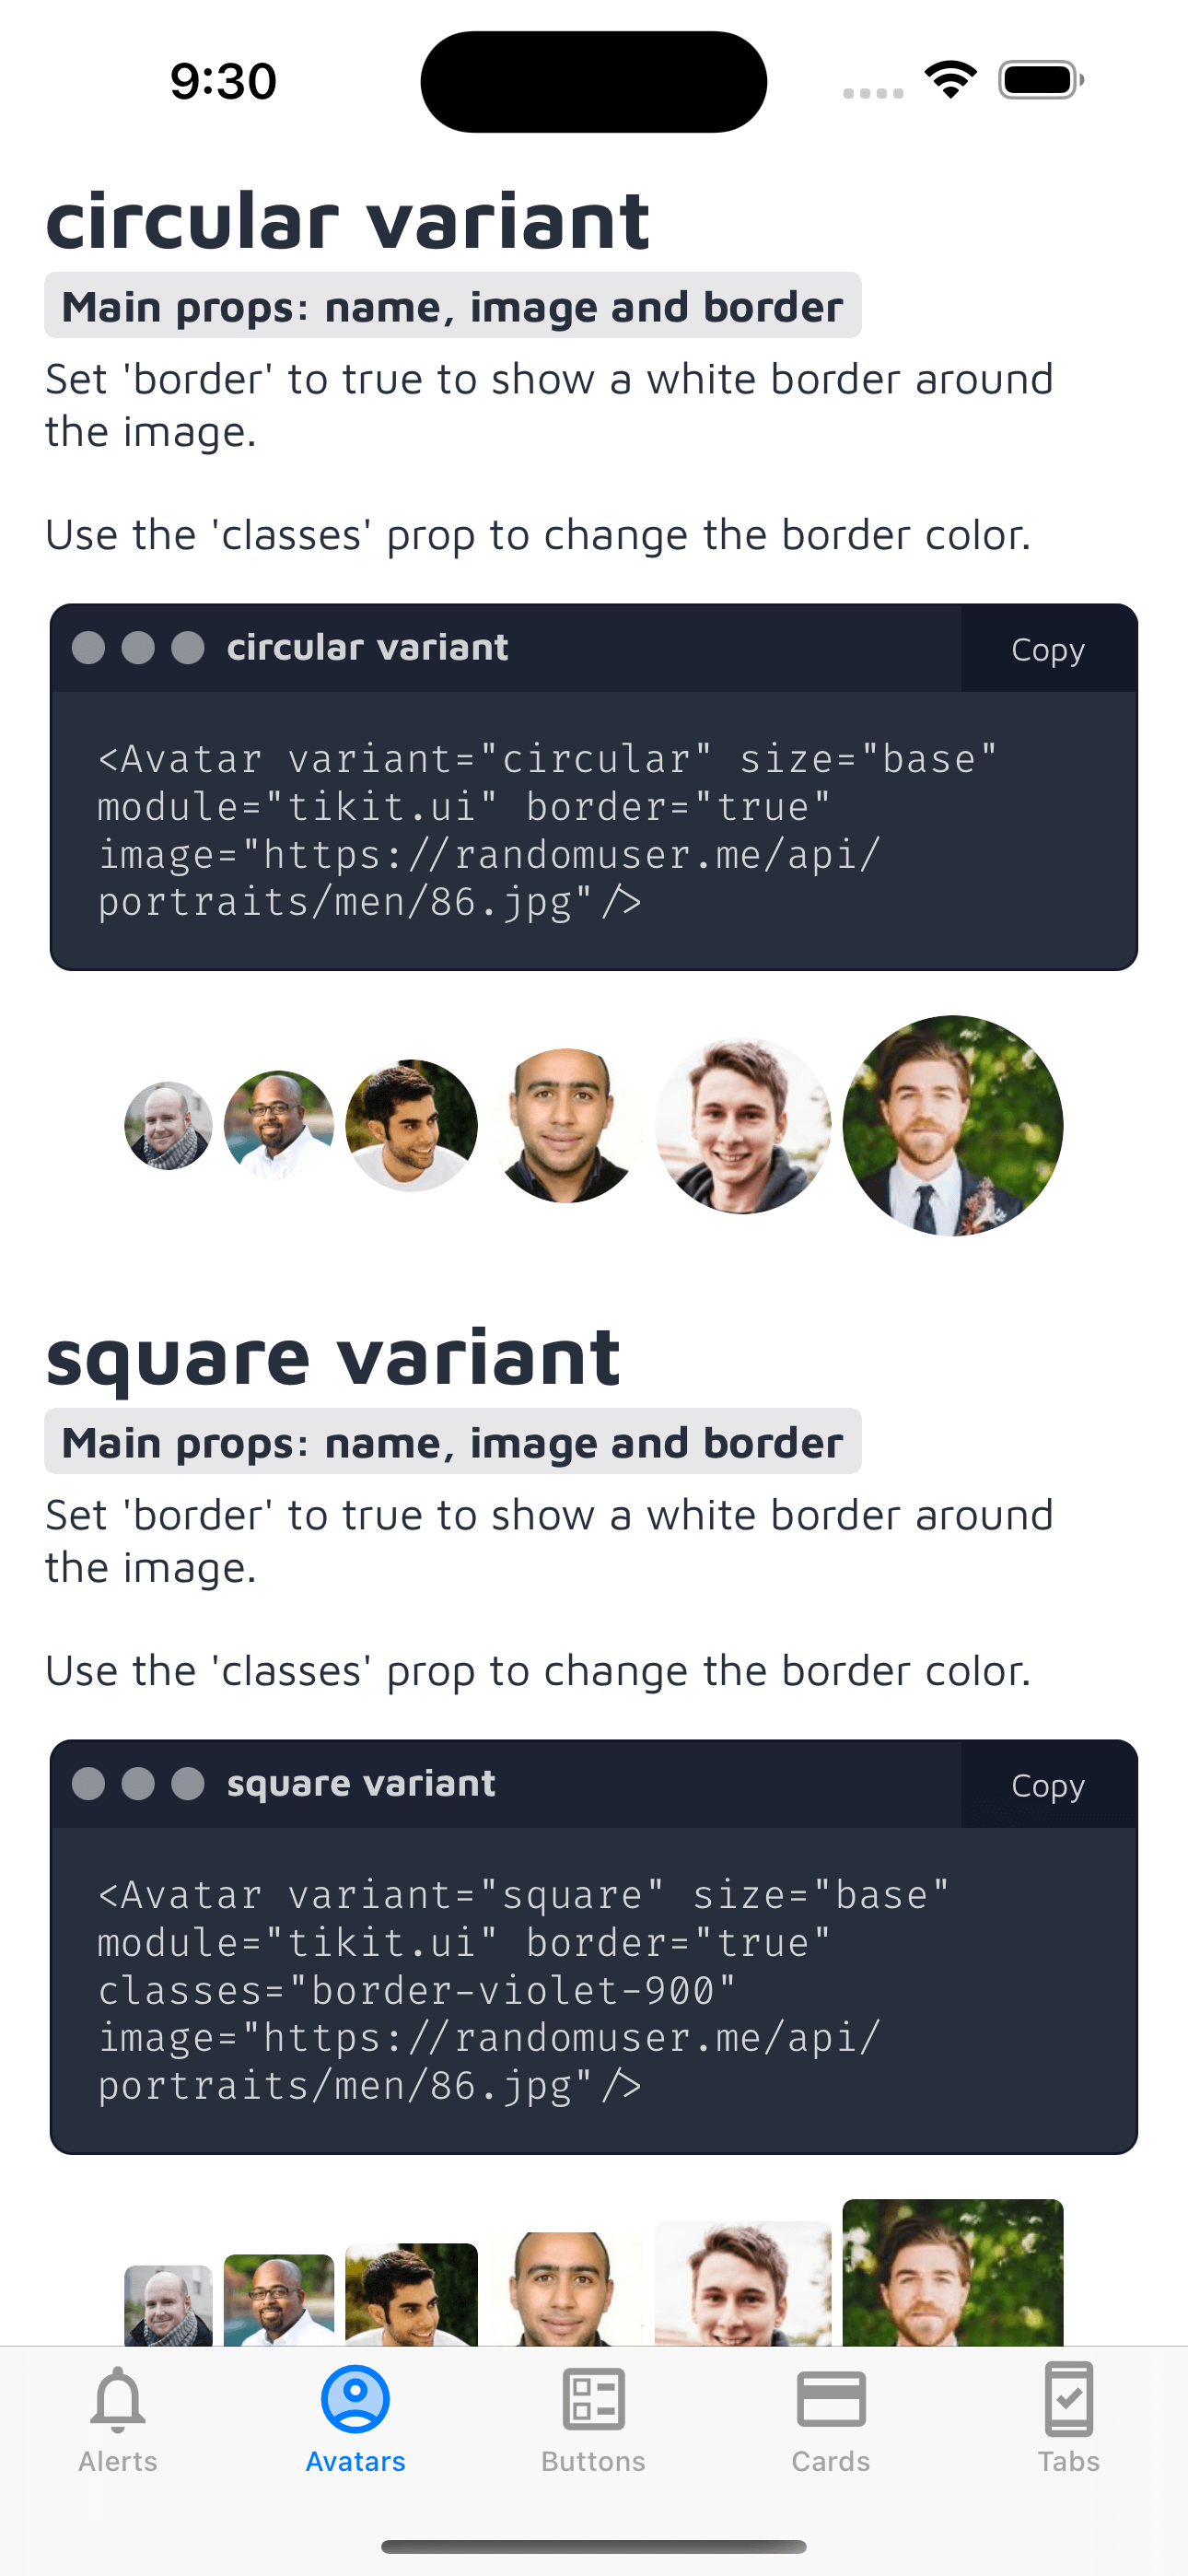 9:30
circular variant
Main props: name, image and border
Set 'border' to true to show a white border around
the image.
Use the 'classes' prop to change the border color.
circular variant
Copy
<Avatar variant="circular" size="base"
module="tikit.ui" border="true"
image="https://randomuser.me/api/
portraits/men/86.jpg"/>
square variant
Main props: name, image and border
Set 'border' to true to show a white border around
the image.
Use the 'classes' prop to change the border color.
square variant
Copy
<Avatar variant="square" size="base"
module="tikit.ui" border="true"
classes="border-violet-900"
image="https://randomuser.me/api/
portraits/men/86.jpg"/>
Alerts
Avatars
Buttons
Cards
Tabs